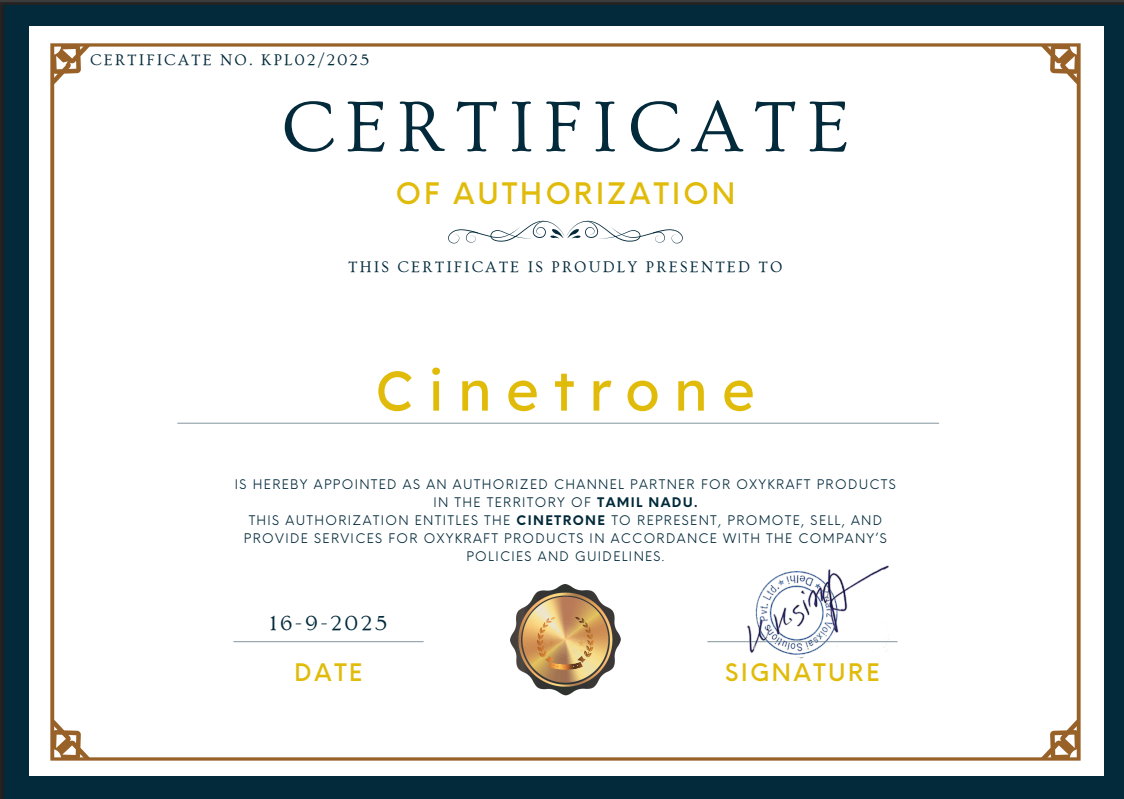 CERTIFICATE NO. KPL02/2025
CERTIFICATE
OF AUTHORIZATION
THIS CERTIFICATE IS PROUDLY PRESENTED TO
Cinetrone
IS HEREBY APPOINTED AS AN AUTHORIZED CHANNEL PARTNER FOR OXYKRAFT PRODUCTS
IN THE TERRITORY OF TAMIL NADU.
THIS AUTHORIZATION ENTITLES THE CINETRONE TO REPRESENT, PROMOTE, SELL, AND
PROVIDE SERVICES FOR OXYKRAFT PRODUCTS IN ACCORDANCE WITH THE COMPANY'S
POLICIES AND GUIDELINES.
16-9-2025
DATE
Solutions Pvt. Ltd. * Delhi *
SIGNATURE